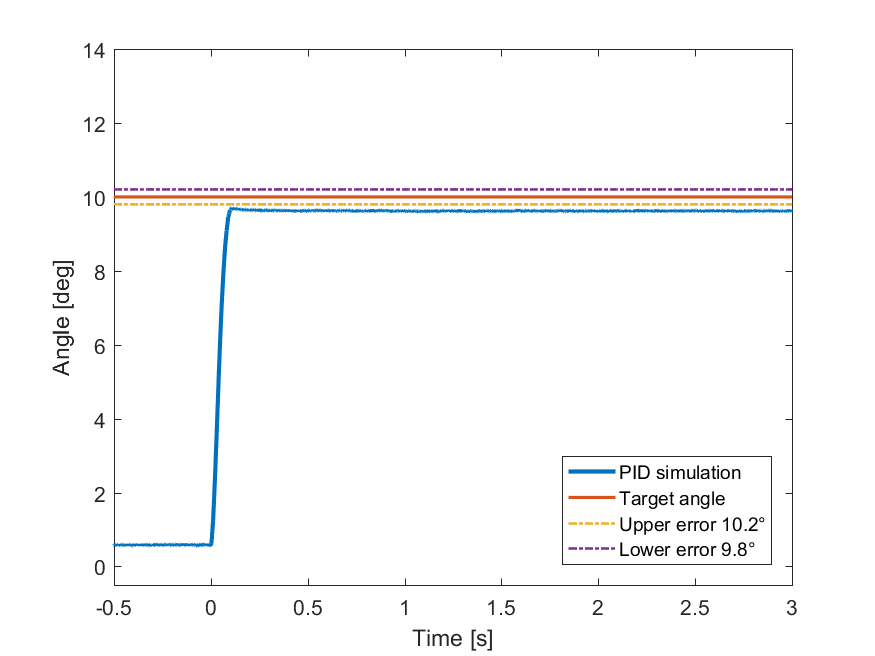 14
12
10
8
6
4
2
0
Angle [deg]
-0.5 0 0.5 1 1.5 2 2.5 3
Time [s]
PID simulation
Target angle
Upper error 10.2°
Lower error 9.8°